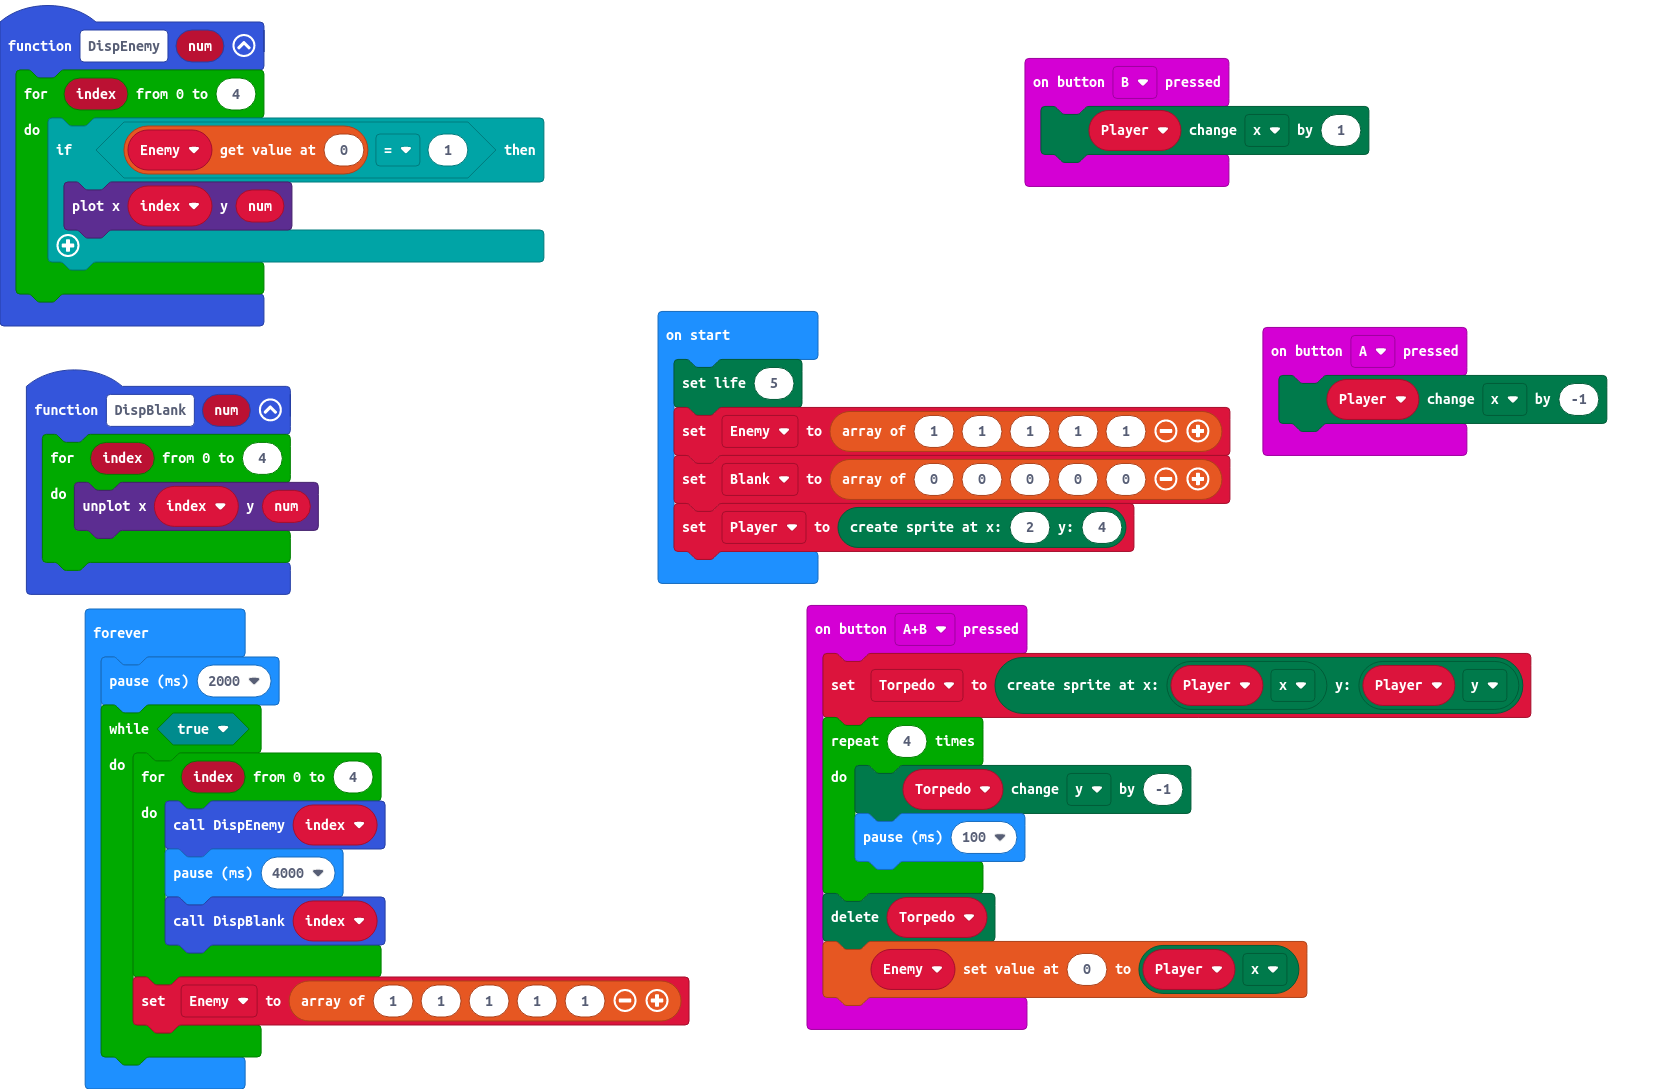 function DispEnemy num
for index from 0 to 4
do
if Enemy get value at 0 = 1 then
plot x index y num
function DispBlank num
for index from 0 to 4
do
unplot x index y num
forever
pause (ms) 2000
while true
do
for index from 0 to 4
do
call DispEnemy index
pause (ms) 4000
call DispBlank index
set Enemy to array of 1 1 1 1 1
on start
set life 5
set Enemy to array of 1 1 1 1 1
set Blank to array of 0 0 0 0 0
set Player to create sprite at x: 2 y: 4
on button B pressed
Player change x by 1
on button A pressed
Player change x by -1
on button A+B pressed
set Torpedo to create sprite at x: Player x y: Player y
repeat 4 times
do
Torpedo change y by -1
pause (ms) 100
delete Torpedo
Enemy set value at 0 to Player x